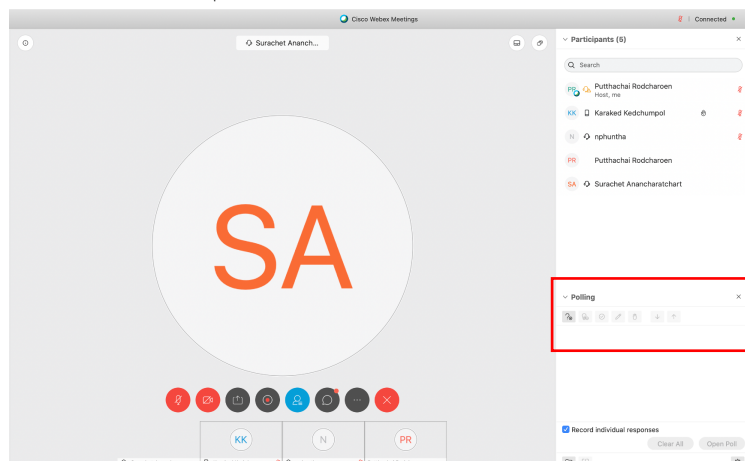 Cisco Webex Meetings
Connected
Surachet Ananch...
Participants (5)
Search
PR
Putthachai Rodcharoen
Host, me
KK
Karaked Kedchumpol
N
nphuntha
PR
Putthachai Rodcharoen
SA
Surachet Anancharatchart
SA
Polling
KK
N
PR
Record individual responses
Clear All
Open Poll